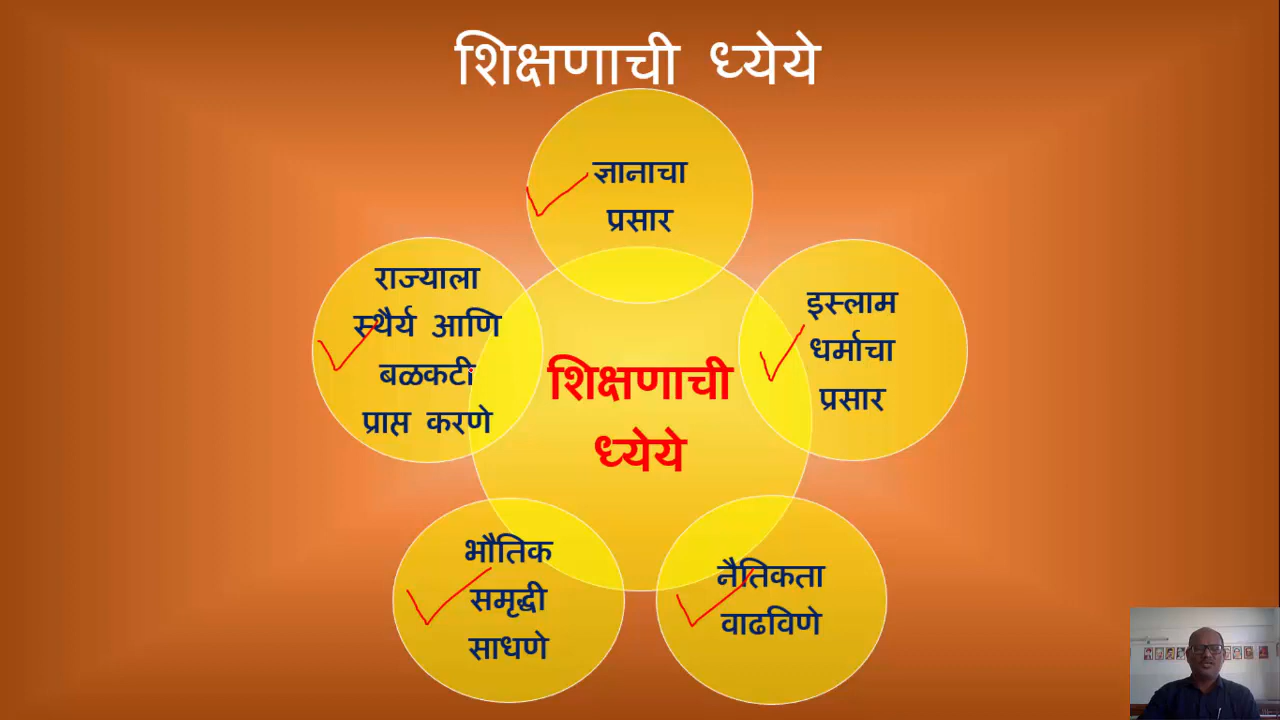 शिक्षणाची ध्येये
ज्ञानाचा
प्रसार
इस्लाम
धर्माचा
प्रसार
नैतिकता
वाढविणे
भौतिक
समृद्धी
साधणे
राज्याला
स्थैर्य आणि
बळकटी
प्राप्त करणे
शिक्षणाची
ध्येये